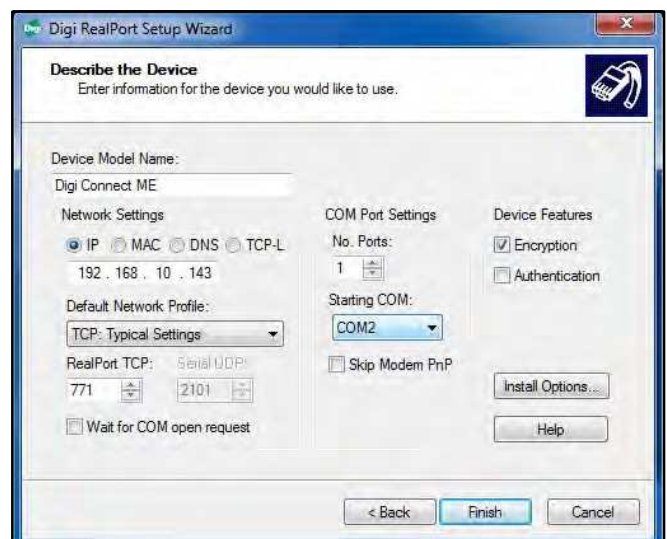 Digi RealPort Setup Wizard
Describe the Device
Enter information for the device you would like to use.
Device Model Name:
Digi Connect ME
Network Settings
IP MAC DNS TCP-L
192 . 168 . 10 . 143
Default Network Profile:
TCP: Typical Settings
RealPort TCP: Serial UDP:
771 2101
Wait for COM open request
COM Port Settings
No. Ports:
1
Starting COM:
COM2
Skip Modem PnP
Device Features
Encryption
Authentication
Install Options...
Help
< Back Finish Cancel